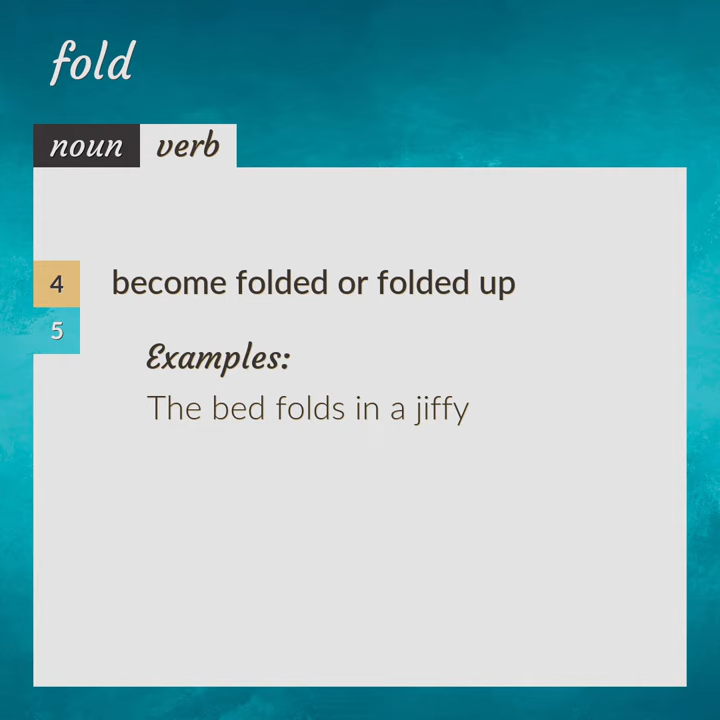 fold
noun verb
4 become folded or folded up
5
Examples:
The bed folds in a jiffy